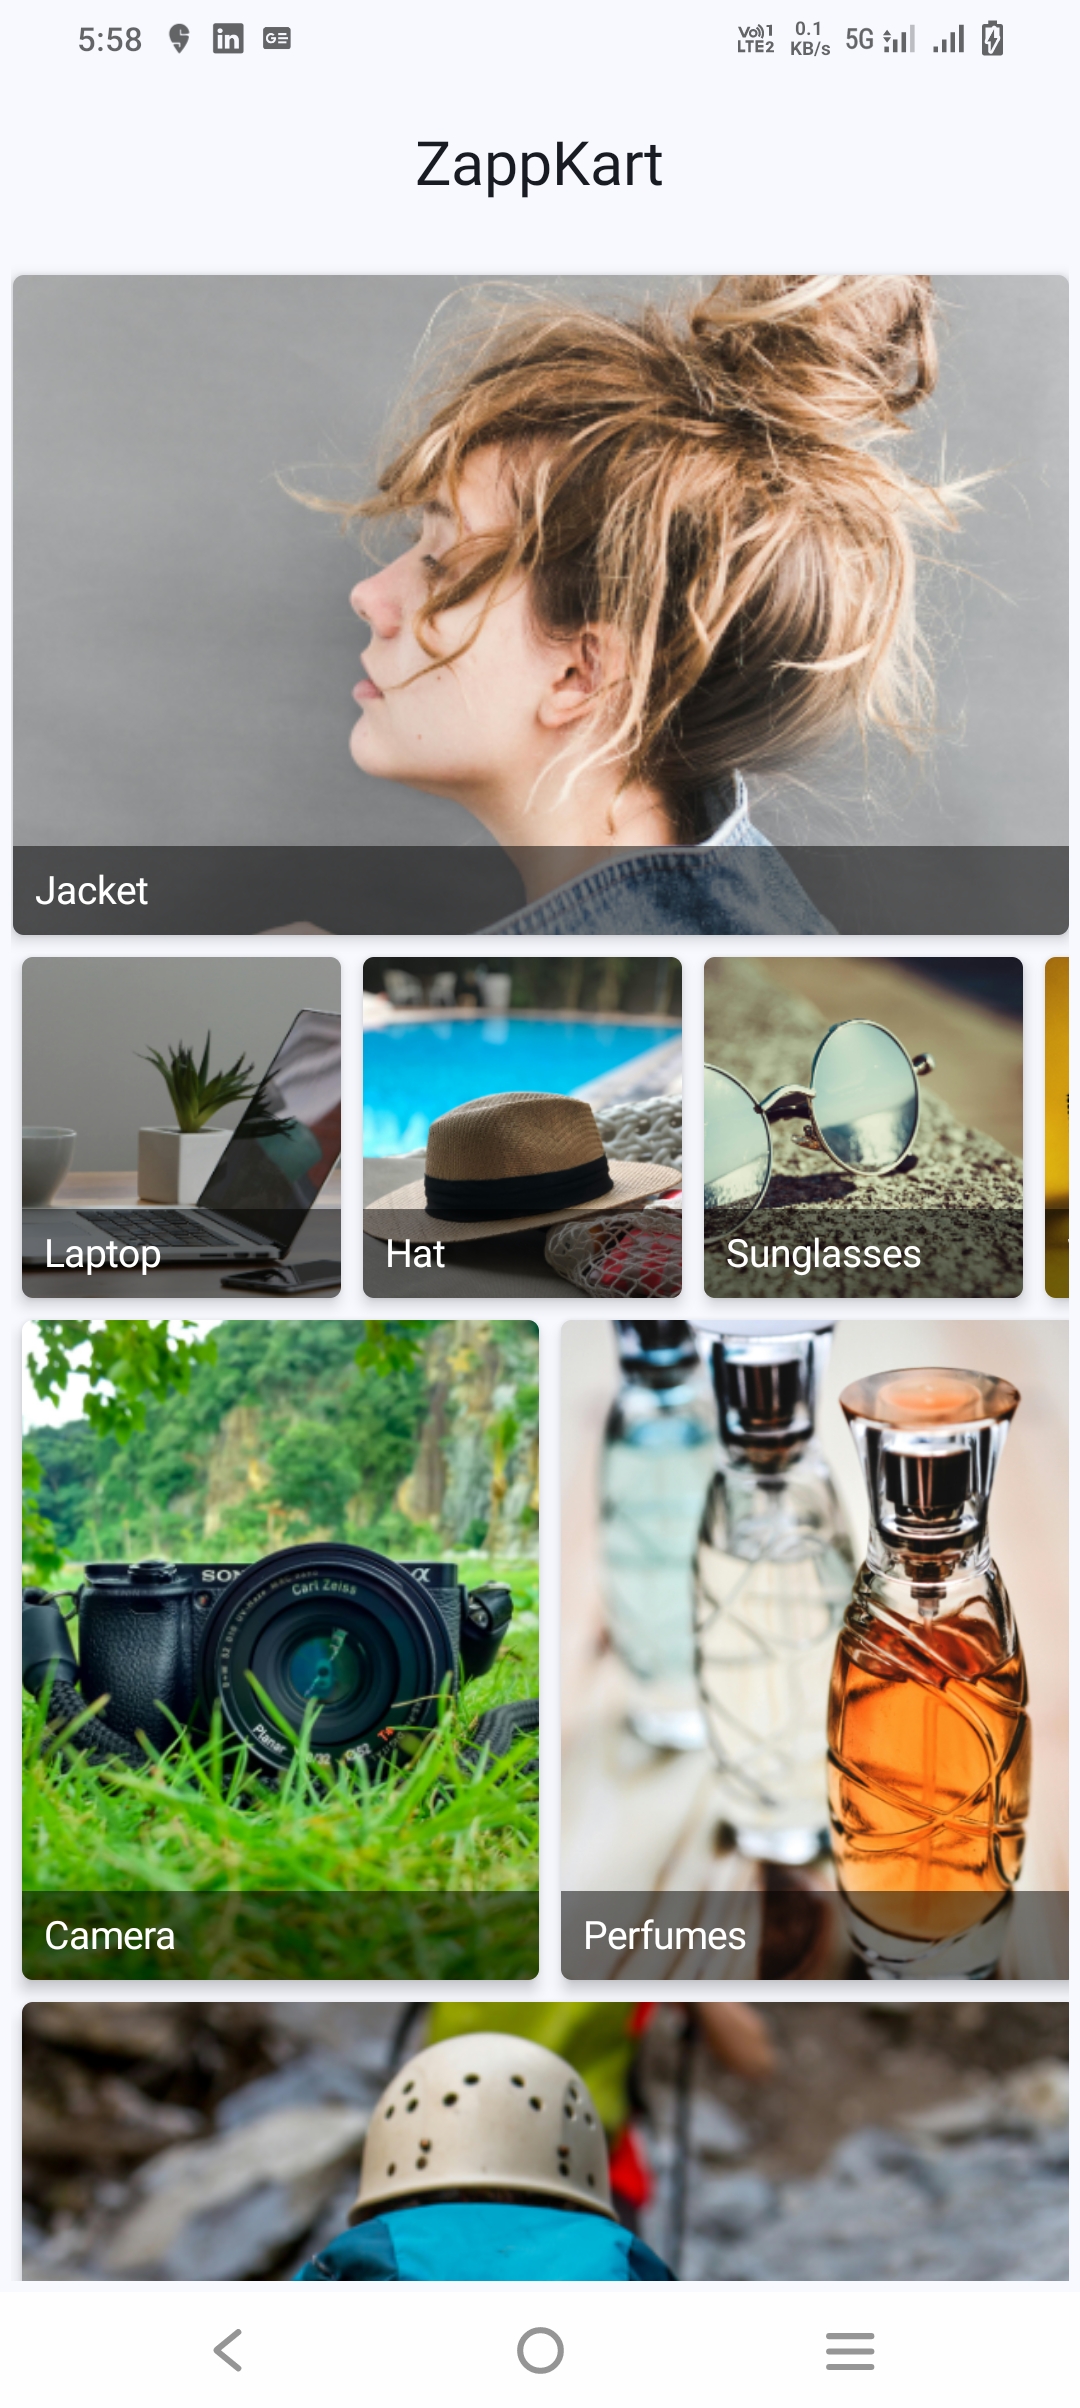 5:58
Vo)) 1
LTE2
0.1
KB/s
5G
ZappKart
Jacket
Laptop
Hat
Sunglasses
SON
α
Carl Zeiss
Planar
Camera
Perfumes